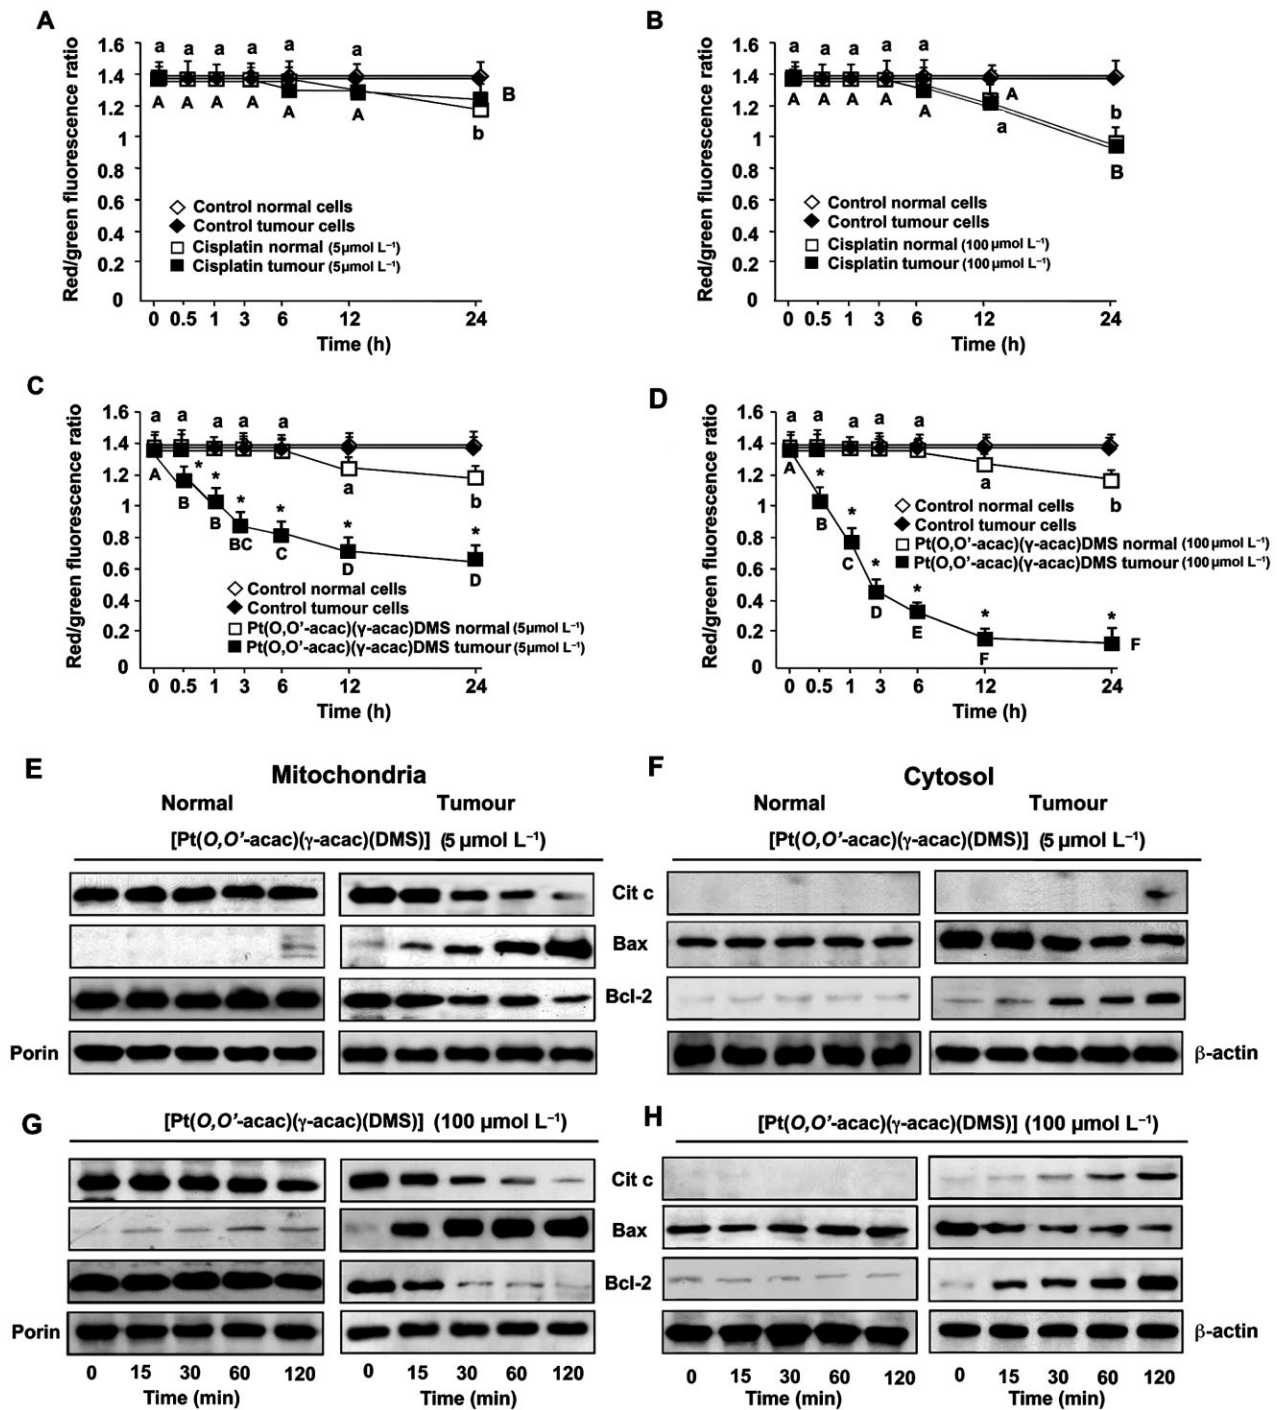 A
B
Red/green fluorescence ratio
1.6
1.4
1.2
1
0.8
0.6
0.4
0.2
0
a a a a a a
A A A A A A
B
b
Control normal cells
Control tumour cells
Cisplatin normal (5µmol L⁻¹)
Cisplatin tumour (5µmol L⁻¹)
0 0.5 1 3 6 12 24
Time (h)
Red/green fluorescence ratio
1.6
1.4
1.2
1
0.8
0.6
0.4
0.2
0
a a a a a
A A A A A A
a
b
B
Control normal cells
Control tumour cells
Cisplatin normal (100 µmol L⁻¹)
Cisplatin tumour (100 µmol L⁻¹)
0 0.5 1 3 6 12 24
Time (h)
C
D
Red/green fluorescence ratio
1.6
1.4
1.2
1
0.8
0.6
0.4
0.2
0
a a a a a
a
b
* * * * * *
A B B BC C D D
Control normal cells
Control tumour cells
Pt(O,O'-acac)(γ-acac)DMS normal (5µmol L⁻¹)
Pt(O,O'-acac)(γ-acac)DMS tumour (5µmol L⁻¹)
0 0.5 1 3 6 12 24
Time (h)
Red/green fluorescence ratio
1.6
1.4
1.2
1
0.8
0.6
0.4
0.2
0
a a a a a
a
b
* * * * * *
A B C D E F F
Control normal cells
Control tumour cells
Pt(O,O'-acac)(γ-acac)DMS normal (100 µmol L⁻¹)
Pt(O,O'-acac)(γ-acac)DMS tumour (100 µmol L⁻¹)
0 0.5 1 3 6 12 24
Time (h)
E
Mitochondria
Normal Tumour
[Pt(O,O'-acac)(γ-acac)(DMS)] (5 µmol L⁻¹)
F
Cytosol
Normal Tumour
[Pt(O,O'-acac)(γ-acac)(DMS)] (5 µmol L⁻¹)
Cit c
Bax
Bcl-2
Porin
β-actin
G
[Pt(O,O'-acac)(γ-acac)(DMS)] (100 µmol L⁻¹)
H
[Pt(O,O'-acac)(γ-acac)(DMS)] (100 µmol L⁻¹)
Cit c
Bax
Bcl-2
Porin
β-actin
0 15 30 60 120 0 15 30 60 120
Time (min) Time (min)
0 15 30 60 120 0 15 30 60 120
Time (min) Time (min)